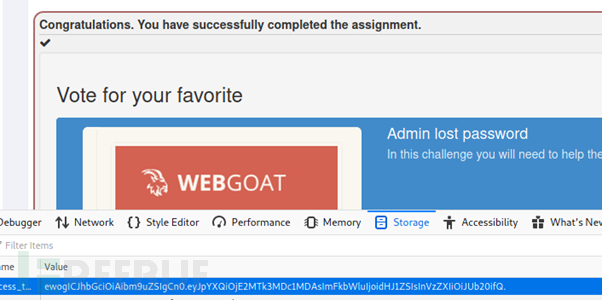 Congratulations. You have successfully completed the assignment.
Vote for your favorite
Admin lost password
In this challenge you will need to help the
WEBGOAT
Debugger Network {} Style Editor Performance Memory Storage Accessibility What's New
Filter Items
Value
cess_t...
ewogICJhbGciOiAibm9uZSIgCn0.eyJpYXQiOjE2MTk3MDc1MDAsImFkbWluIjoidHJ1ZSIsInVzZXIiOiJUb20ifQ.
FREEBUF